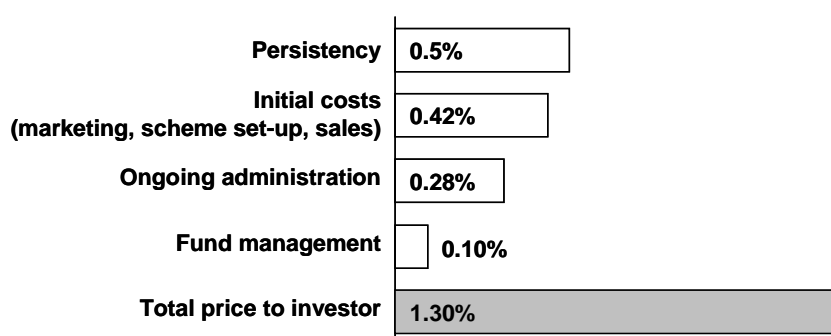 Persistency 0.5%
Initial costs
(marketing, scheme set-up, sales) 0.42%
Ongoing administration 0.28%
Fund management 0.10%
Total price to investor 1.30%